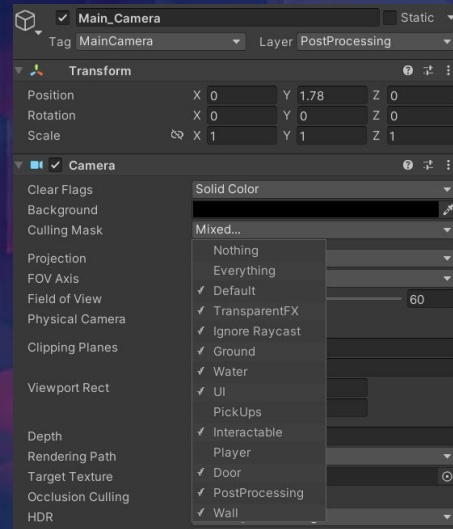 Main_Camera Static
Tag MainCamera Layer PostProcessing
Transform
Position X 0 Y 1.78 Z 0
Rotation X 0 Y 0 Z 0
Scale X 1 Y 1 Z 1
Camera
Clear Flags Solid Color
Background
Culling Mask Mixed...
Nothing
Projection
Everything
FOV Axis
Default
Field of View 60
TransparentFX
Physical Camera
Ignore Raycast
Clipping Planes
Ground
Water
Viewport Rect
UI
PickUps
Depth
Interactable
Rendering Path
Player
Target Texture
Door
Occlusion Culling
PostProcessing
HDR
Wall